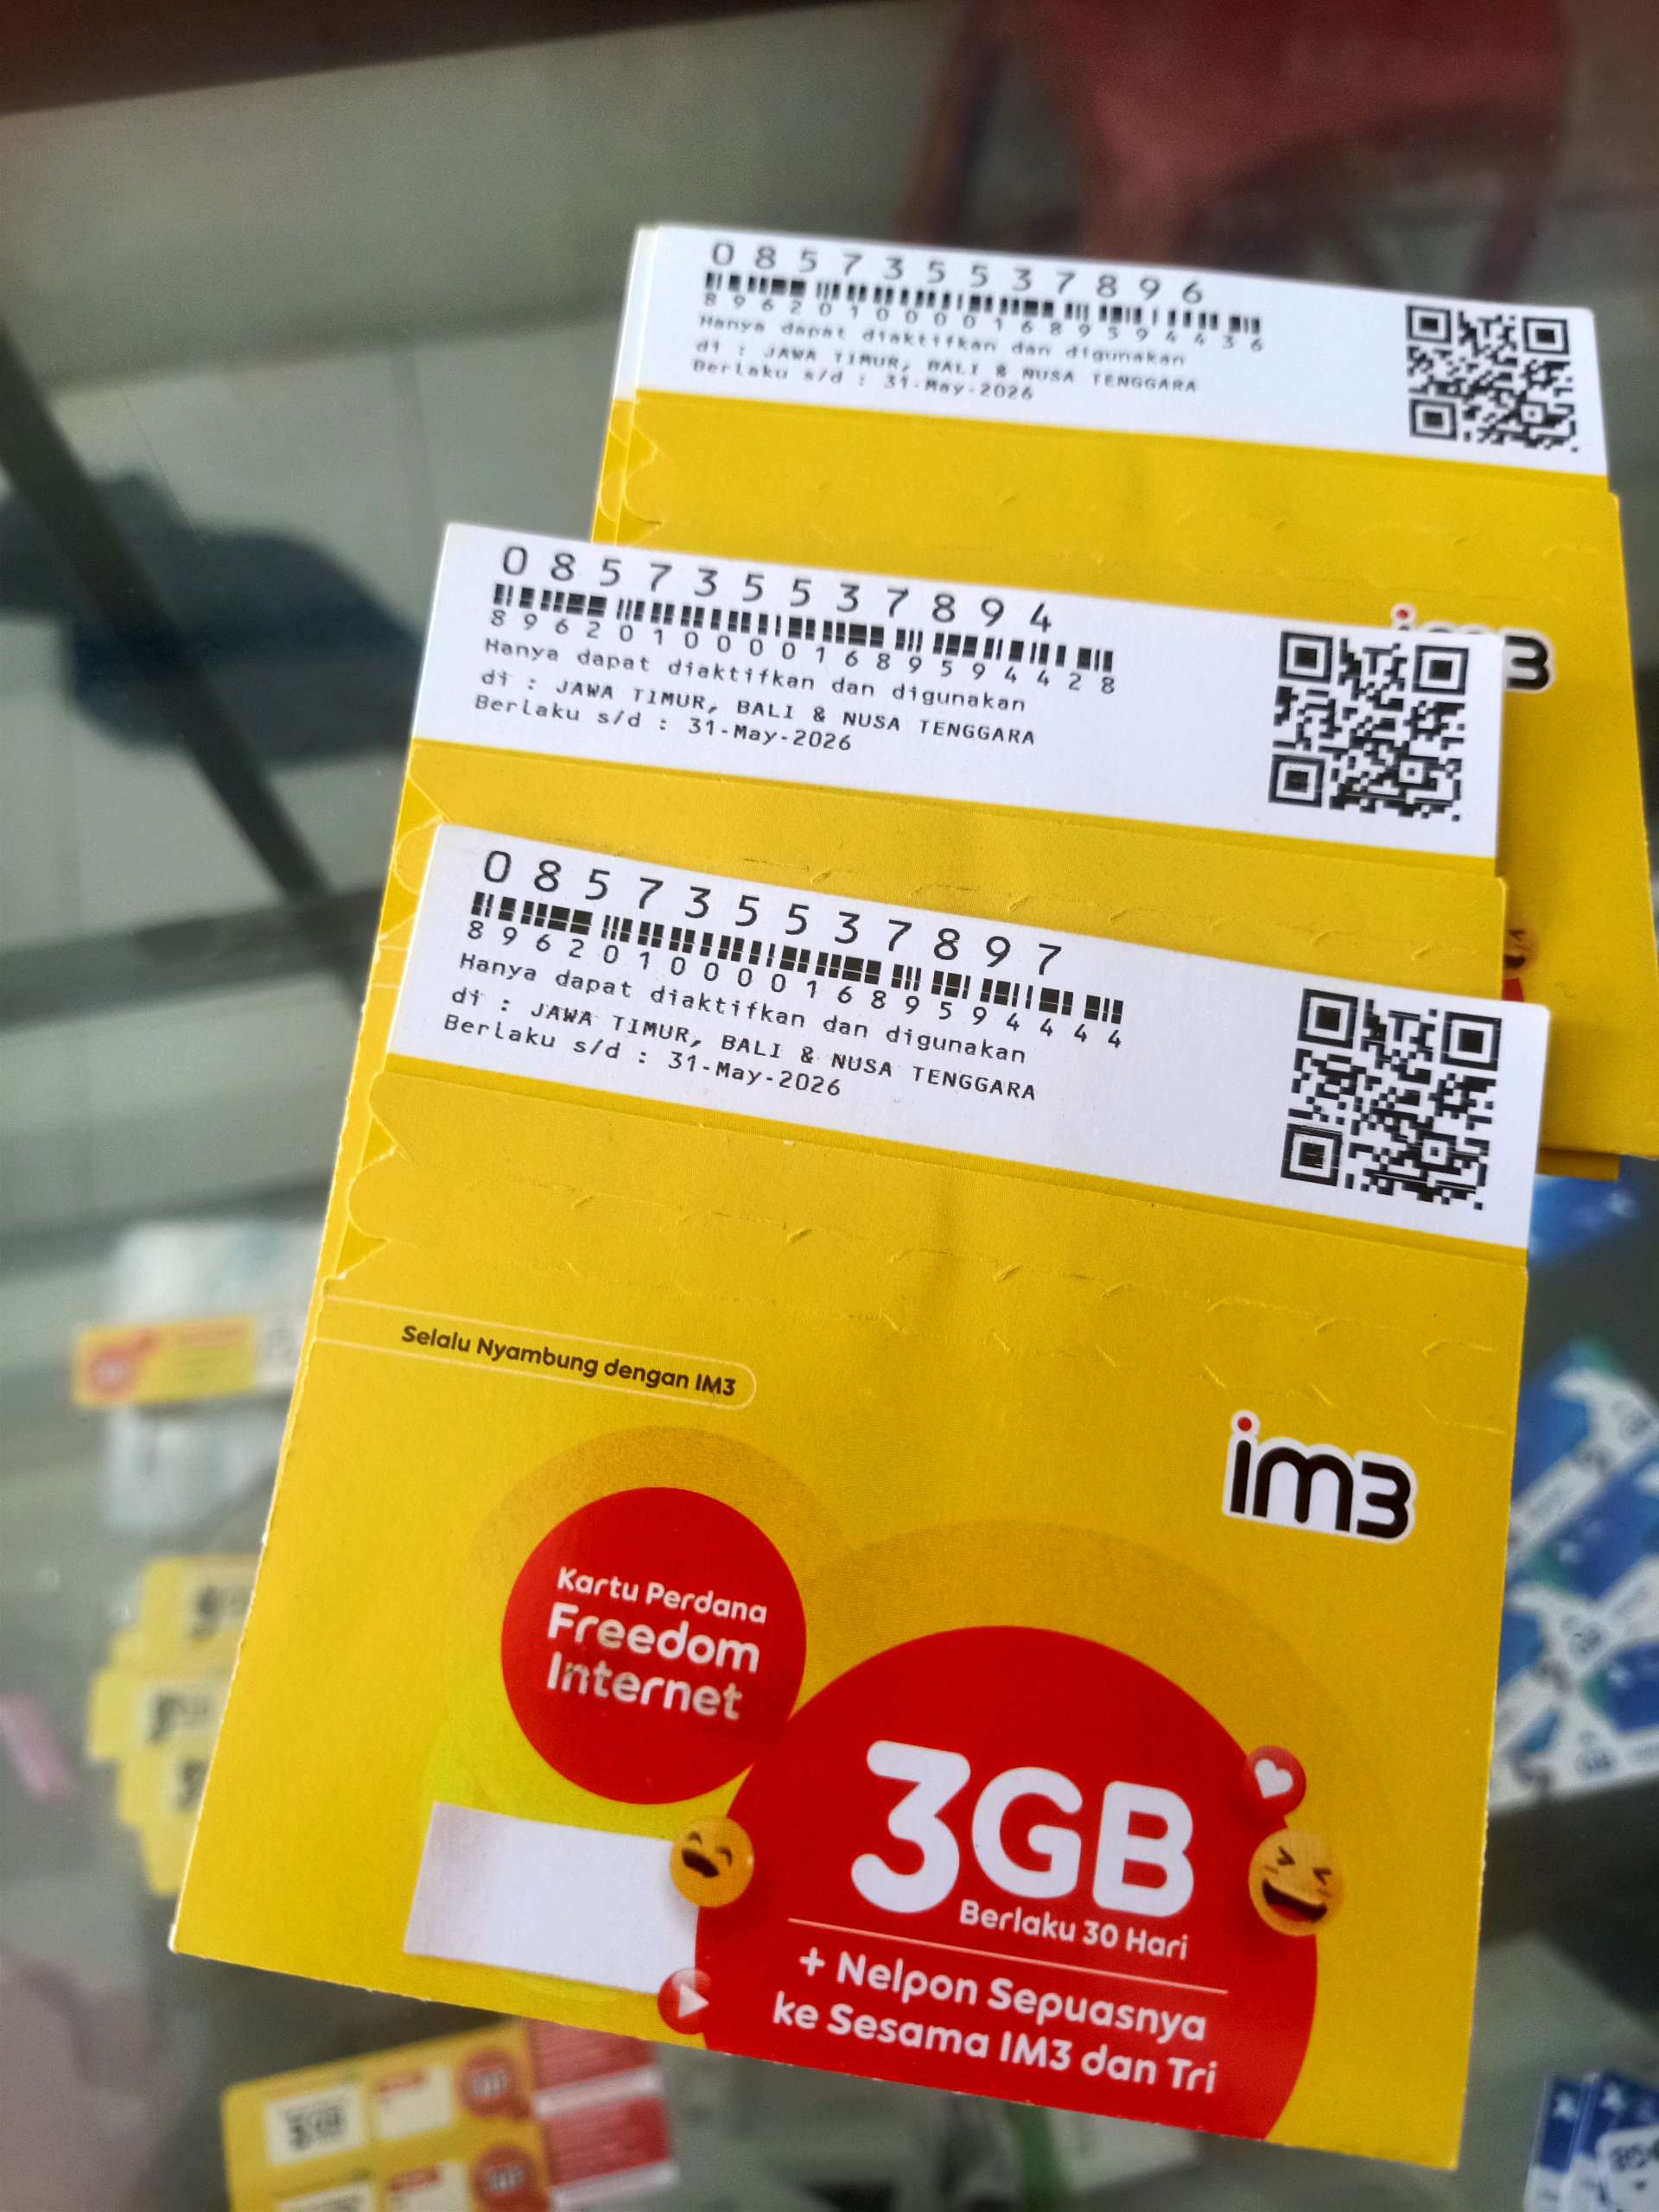 085735537896
89620100001689594436
Hanya dapat diaktifkan dan digunakan
di : JAWA TIMUR, BALI & NUSA TENGGARA
Berlaku s/d : 31-May-2026
im3
085735537894
89620100001689594428
Hanya dapat diaktifkan dan digunakan
di : JAWA TIMUR, BALI & NUSA TENGGARA
Berlaku s/d : 31-May-2026
085735537897
89620100001689594444
Hanya dapat diaktifkan dan digunakan
di : JAWA TIMUR, BALI & NUSA TENGGARA
Berlaku s/d : 31-May-2026
Selalu Nyambung dengan IM3
im3
Kartu Perdana
Freedom
Internet
3GB
Berlaku 30 Hari
+ Nelpon Sepuasnya
ke Sesama IM3 dan Tri